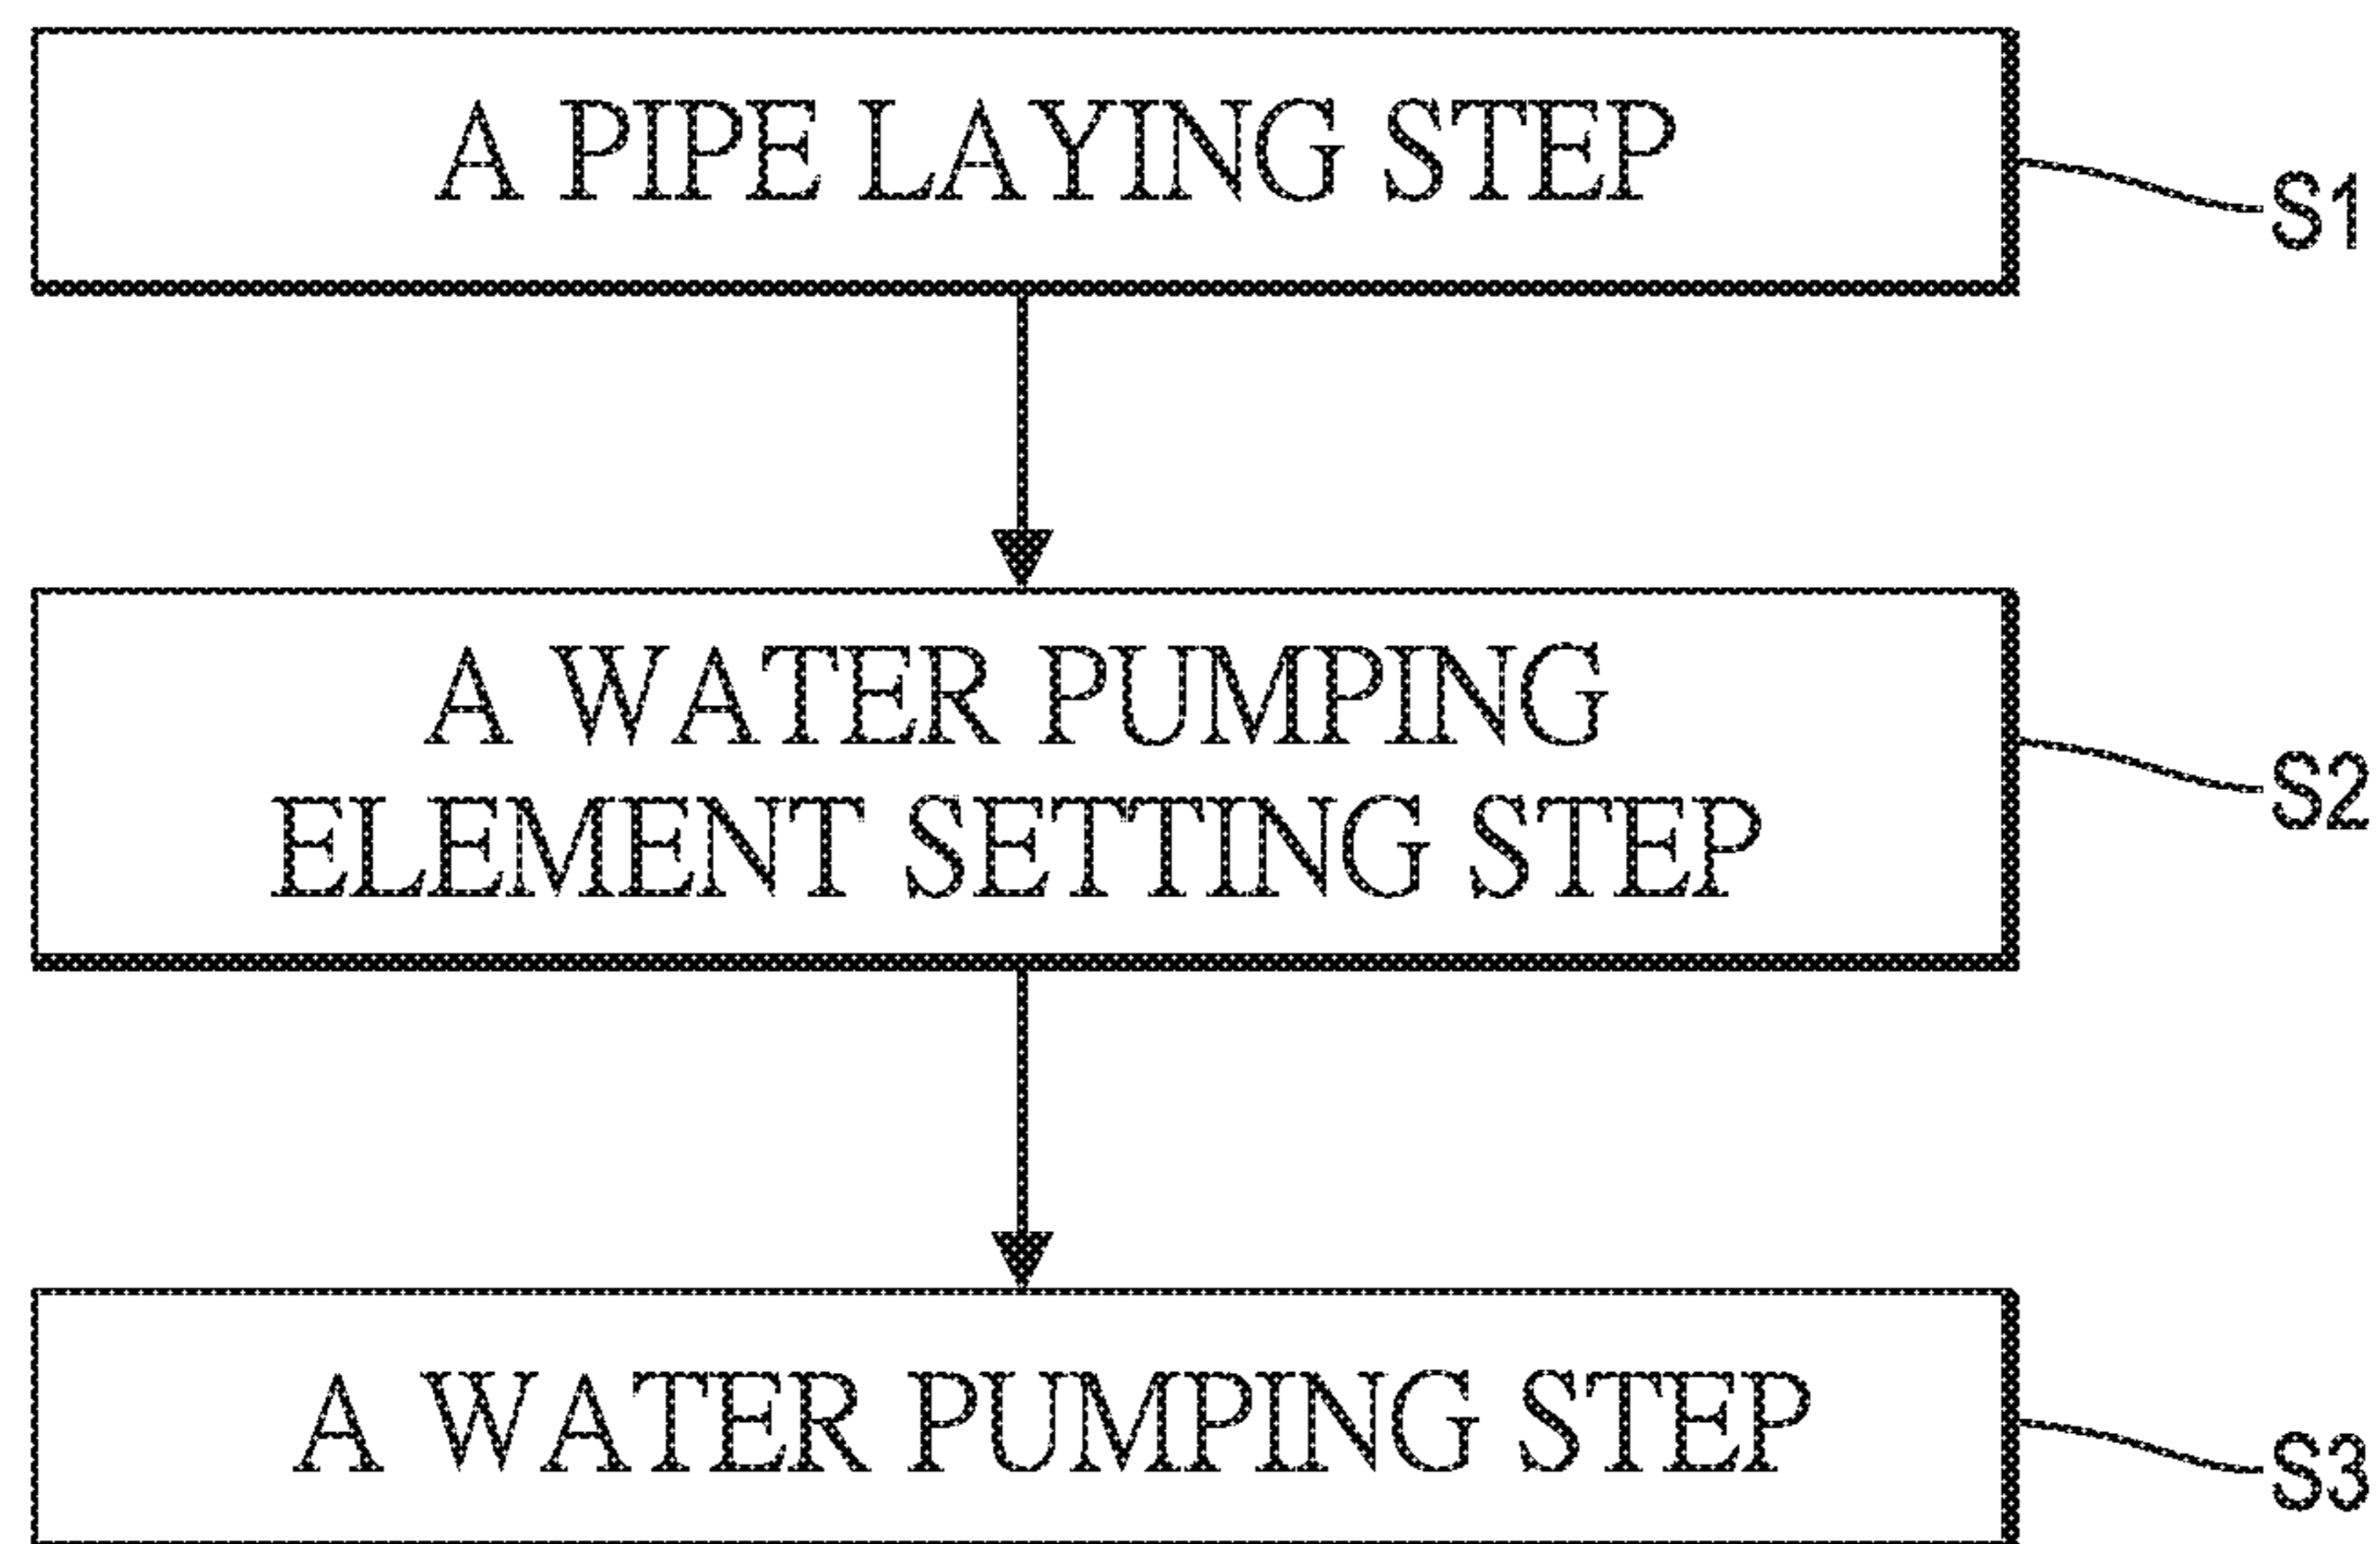 A PIPE LAYING STEP
S1
A WATER PUMPING
ELEMENT SETTING STEP
S2
A WATER PUMPING STEP
S3